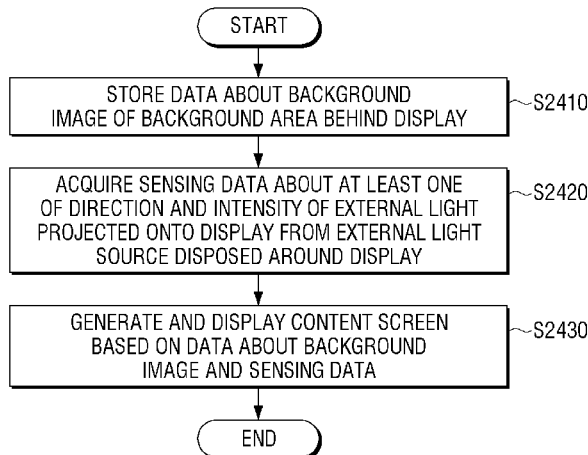 START
STORE DATA ABOUT BACKGROUND
IMAGE OF BACKGROUND AREA BEHIND DISPLAY
S2410
ACQUIRE SENSING DATA ABOUT AT LEAST ONE
OF DIRECTION AND INTENSITY OF EXTERNAL LIGHT
PROJECTED ONTO DISPLAY FROM EXTERNAL LIGHT
SOURCE DISPOSED AROUND DISPLAY
S2420
GENERATE AND DISPLAY CONTENT SCREEN
BASED ON DATA ABOUT BACKGROUND
IMAGE AND SENSING DATA
S2430
END